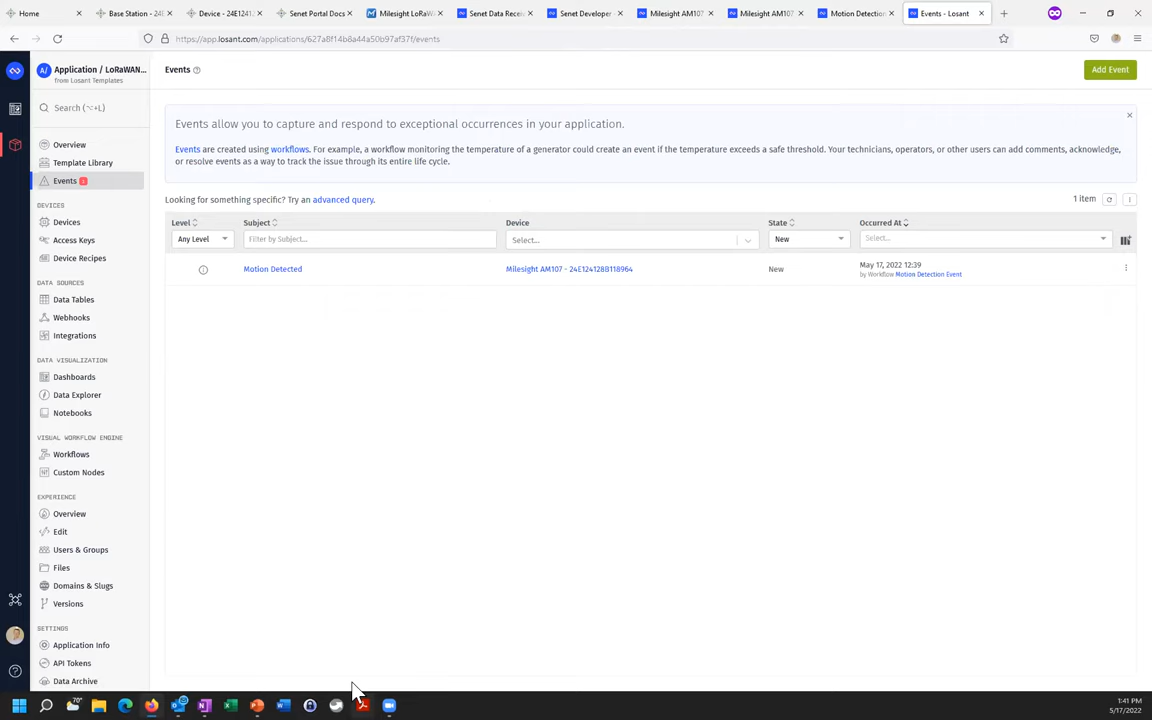 Home
Base Station - 24E
Device - 24E1241
Senet Portal Docs
Milesight LoRaW
Senet Data Rece
Senet Developer
Milesight AM107
Milesight AM107
Motion Detection
Events - Losant
https://app.losant.com/applications/627a8f14b8a44a50b97af37f/events
A/ Application / LoRaWAN...
from Losant Templates
Search (⌥+L)
Overview
Template Library
Events 1
DEVICES
Devices
Access Keys
Device Recipes
DATA SOURCES
Data Tables
Webhooks
Integrations
DATA VISUALIZATION
Dashboards
Data Explorer
Notebooks
VISUAL WORKFLOW ENGINE
Workflows
Custom Nodes
EXPERIENCE
Overview
Edit
Users & Groups
Files
Domains & Slugs
Versions
SETTINGS
Application Info
API Tokens
Data Archive
Events
Add Event
Events allow you to capture and respond to exceptional occurrences in your application.
Events are created using workflows. For example, a workflow monitoring the temperature of a generator could create an event if the temperature exceeds a safe threshold. Your technicians, operators, or other users can add comments, acknowledge,
or resolve events as a way to track the issue through its entire life cycle.
Looking for something specific? Try an advanced query.
1 item
Level Subject Device State Occurred At
Any Level Filter by Subject... Select... New Select...
Motion Detected Milesight AM107 - 24E124128B118964 New May 17, 2022 12:39
by Workflow Motion Detection Event
70°
1:41 PM
5/17/2022